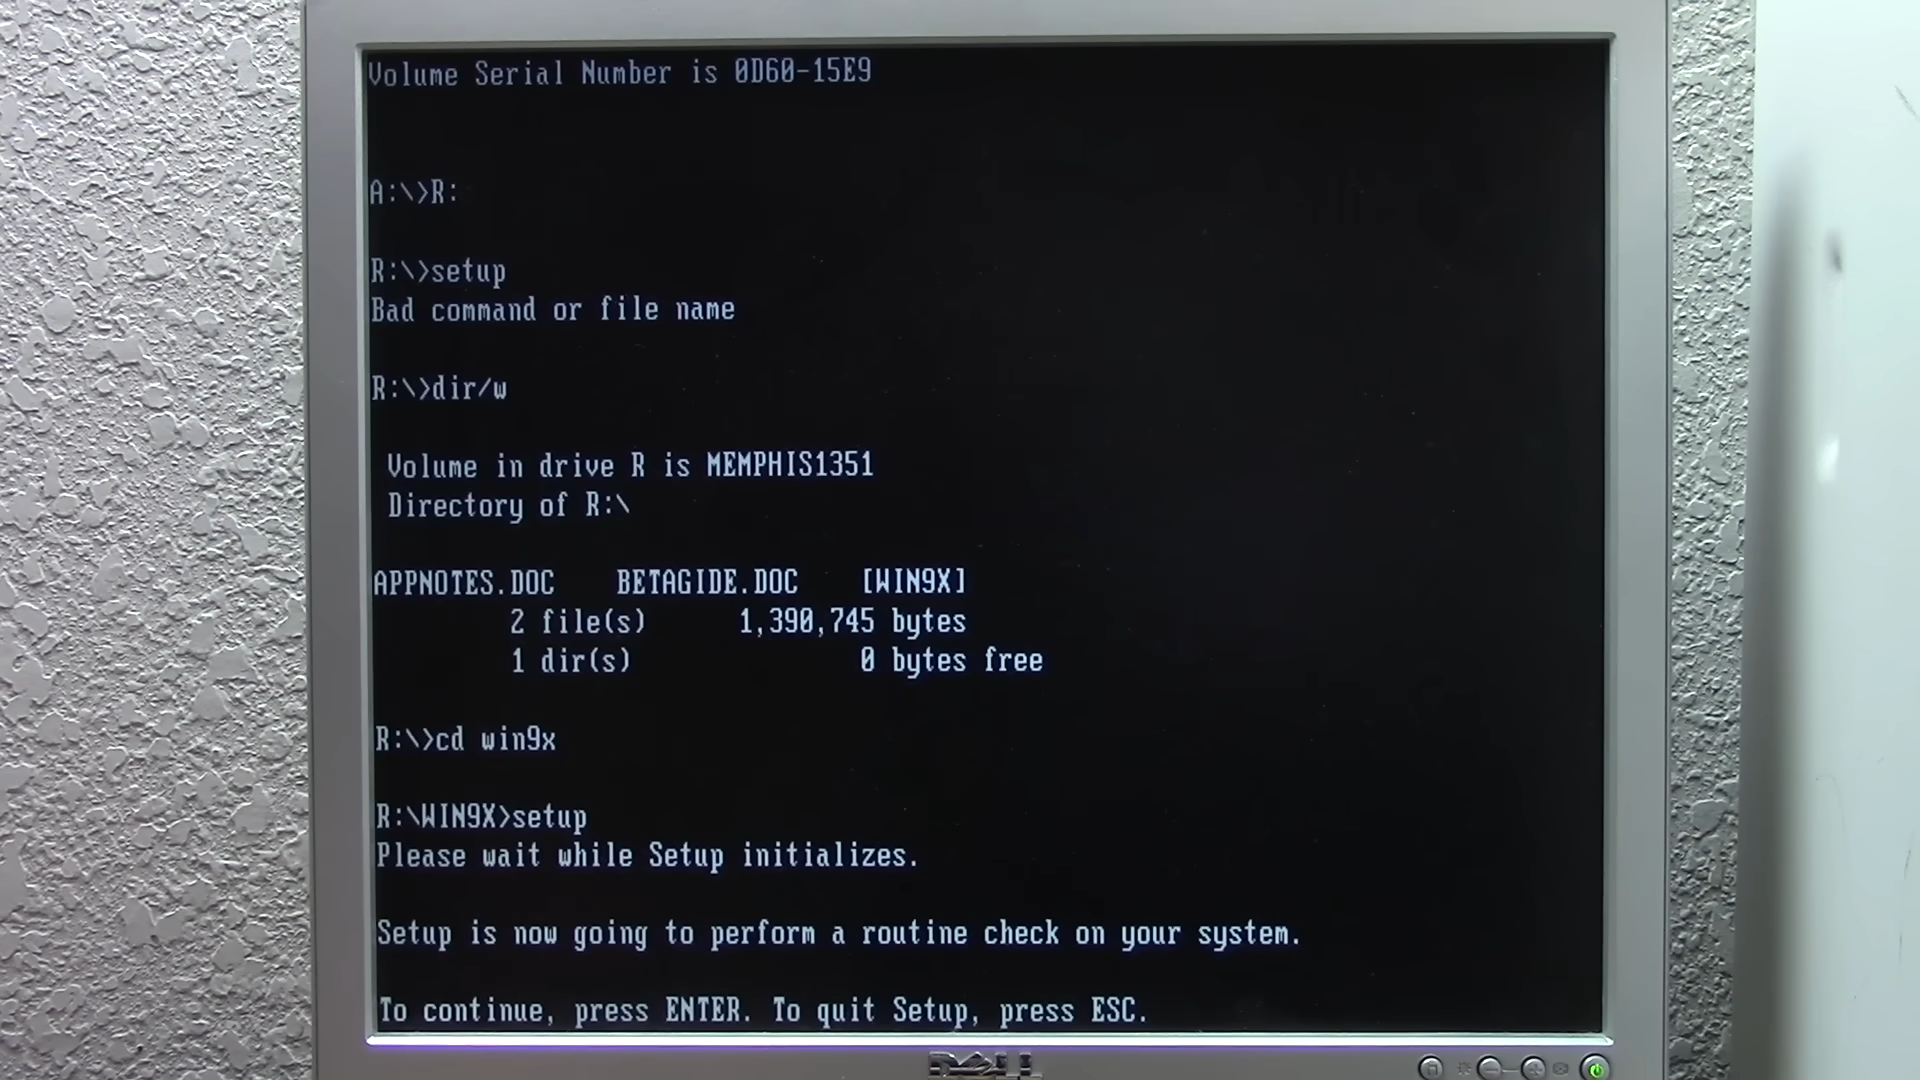 Volume Serial Number is 0D60-15E9
A:\>R:
R:\>setup
Bad command or file name
R:\>dir/w
Volume in drive R is MEMPHIS1351
Directory of R:\
APPNOTES.DOC BETAGIDE.DOC [WIN9X]
2 file(s) 1,390,745 bytes
1 dir(s) 0 bytes free
R:\>cd win9x
R:\WIN9X>setup
Please wait while Setup initializes.
Setup is now going to perform a routine check on your system.
To continue, press ENTER. To quit Setup, press ESC.
DELL